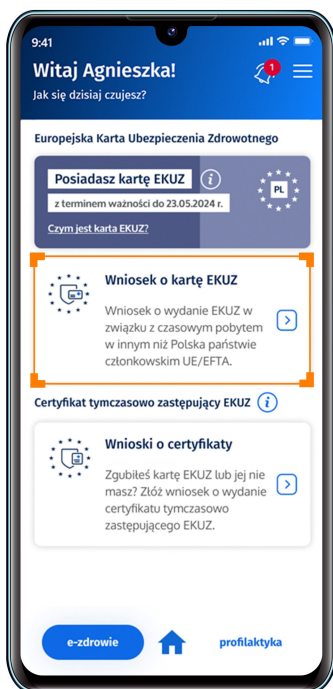 9:41
Witaj Agnieszka!
1
Jak się dzisiaj czujesz?
Europejska Karta Ubezpieczenia Zdrowotnego
Posiadasz kartę EKUZ i
z terminem ważności do 23.05.2024 r.
PL
Czym jest karta EKUZ?
Wniosek o kartę EKUZ
Wniosek o wydanie EKUZ w
związku z czasowym pobytem
w innym niż Polska państwie
członkowskim UE/EFTA.
Certyfikat tymczasowo zastępujący EKUZ i
Wnioski o certyfikaty
Zgubiłeś kartę EKUZ lub jej nie
masz? Złóż wniosek o wydanie
certyfikatu tymczasowo
zastępującego EKUZ.
e-zdrowie
profilaktyka